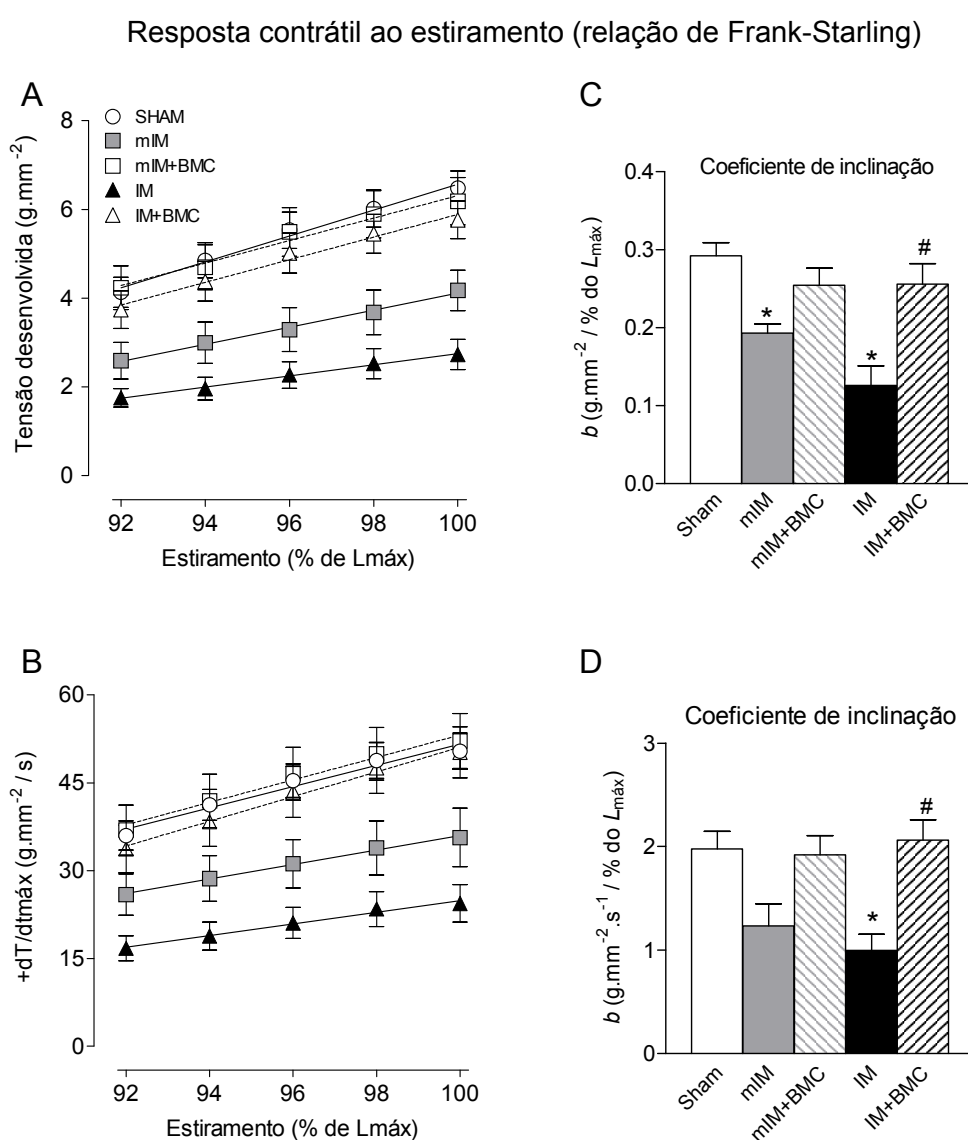 Resposta contrátil ao estiramento (relação de Frank-Starling)
A
SHAM
mIM
mIM+BMC
IM
IM+BMC
Tensão desenvolvida (g.mm⁻²)
8
6
4
2
0
92 94 96 98 100
Estiramento (% de Lmáx)
C
Coeficiente de inclinação
b (g.mm⁻² / % do Lmáx)
0.4
0.3
0.2
0.1
0.0
*
*
#
Sham mIM mIM+BMC IM IM+BMC
B
+dT/dtmáx (g.mm⁻² / s)
60
45
30
15
0
92 94 96 98 100
Estiramento (% de Lmáx)
D
Coeficiente de inclinação
b (g.mm⁻².s⁻¹ / % do Lmáx)
3
2
1
0
*
#
Sham mIM mIM+BMC IM IM+BMC